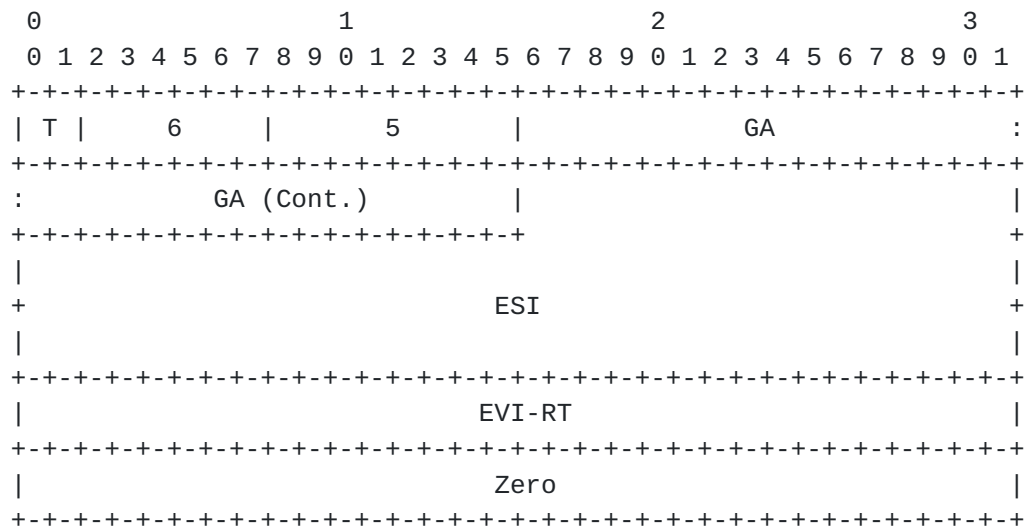 0                   1                   2                   3
 0 1 2 3 4 5 6 7 8 9 0 1 2 3 4 5 6 7 8 9 0 1 2 3 4 5 6 7 8 9 0 1
+-+-+-+-+-+-+-+-+-+-+-+-+-+-+-+-+-+-+-+-+-+-+-+-+-+-+-+-+-+-+-+-+
| T |     6     |       5       |              GA               :
+-+-+-+-+-+-+-+-+-+-+-+-+-+-+-+-+-+-+-+-+-+-+-+-+-+-+-+-+-+-+-+-+
:            GA (Cont.)         |                               |
+-+-+-+-+-+-+-+-+-+-+-+-+-+-+-+-+                               +
|                                                               |
+                              ESI                              +
|                                                               |
+-+-+-+-+-+-+-+-+-+-+-+-+-+-+-+-+-+-+-+-+-+-+-+-+-+-+-+-+-+-+-+-+
|                             EVI-RT                            |
+-+-+-+-+-+-+-+-+-+-+-+-+-+-+-+-+-+-+-+-+-+-+-+-+-+-+-+-+-+-+-+-+
|                              Zero                             |
+-+-+-+-+-+-+-+-+-+-+-+-+-+-+-+-+-+-+-+-+-+-+-+-+-+-+-+-+-+-+-+-+